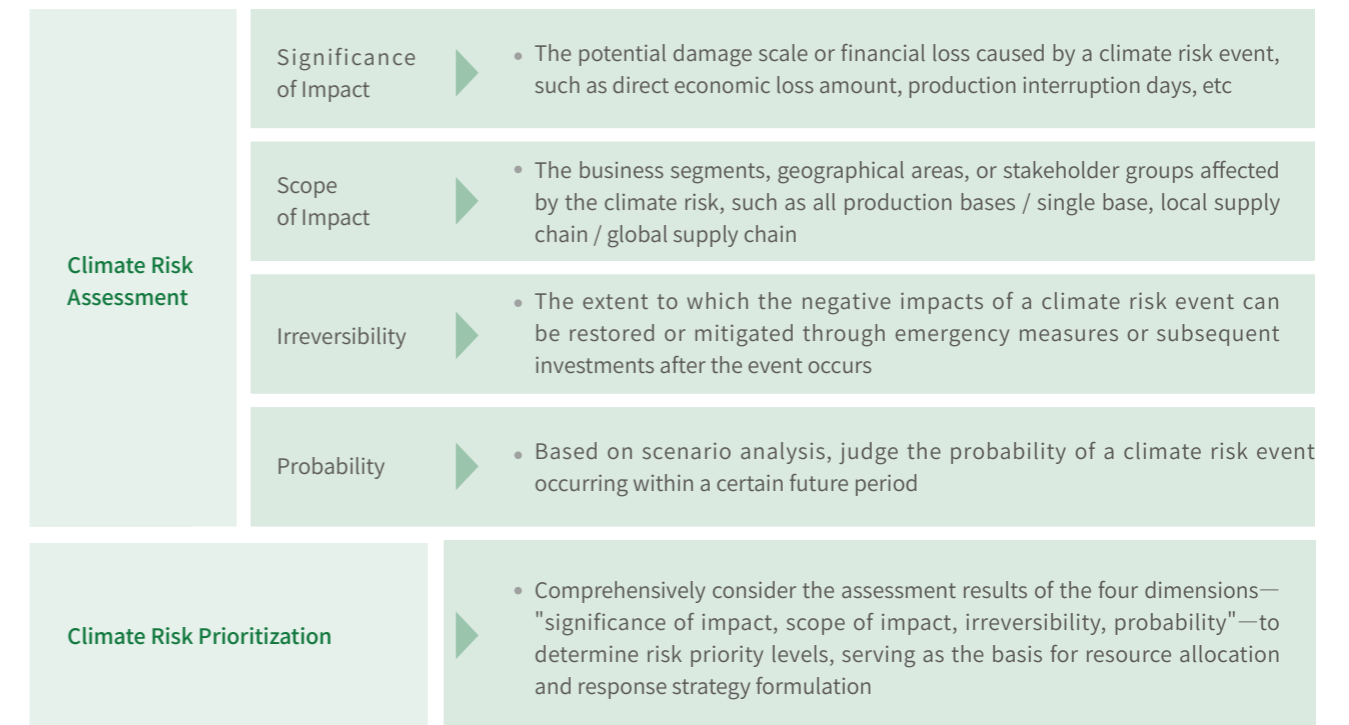 Climate Risk
Assessment
Significance
of Impact
• The potential damage scale or financial loss caused by a climate risk event,
such as direct economic loss amount, production interruption days, etc
Scope
of Impact
• The business segments, geographical areas, or stakeholder groups affected
by the climate risk, such as all production bases / single base, local supply
chain / global supply chain
Irreversibility
• The extent to which the negative impacts of a climate risk event can
be restored or mitigated through emergency measures or subsequent
investments after the event occurs
Probability
• Based on scenario analysis, judge the probability of a climate risk event
occurring within a certain future period
Climate Risk Prioritization
• Comprehensively consider the assessment results of the four dimensions—
"significance of impact, scope of impact, irreversibility, probability"—to
determine risk priority levels, serving as the basis for resource allocation
and response strategy formulation